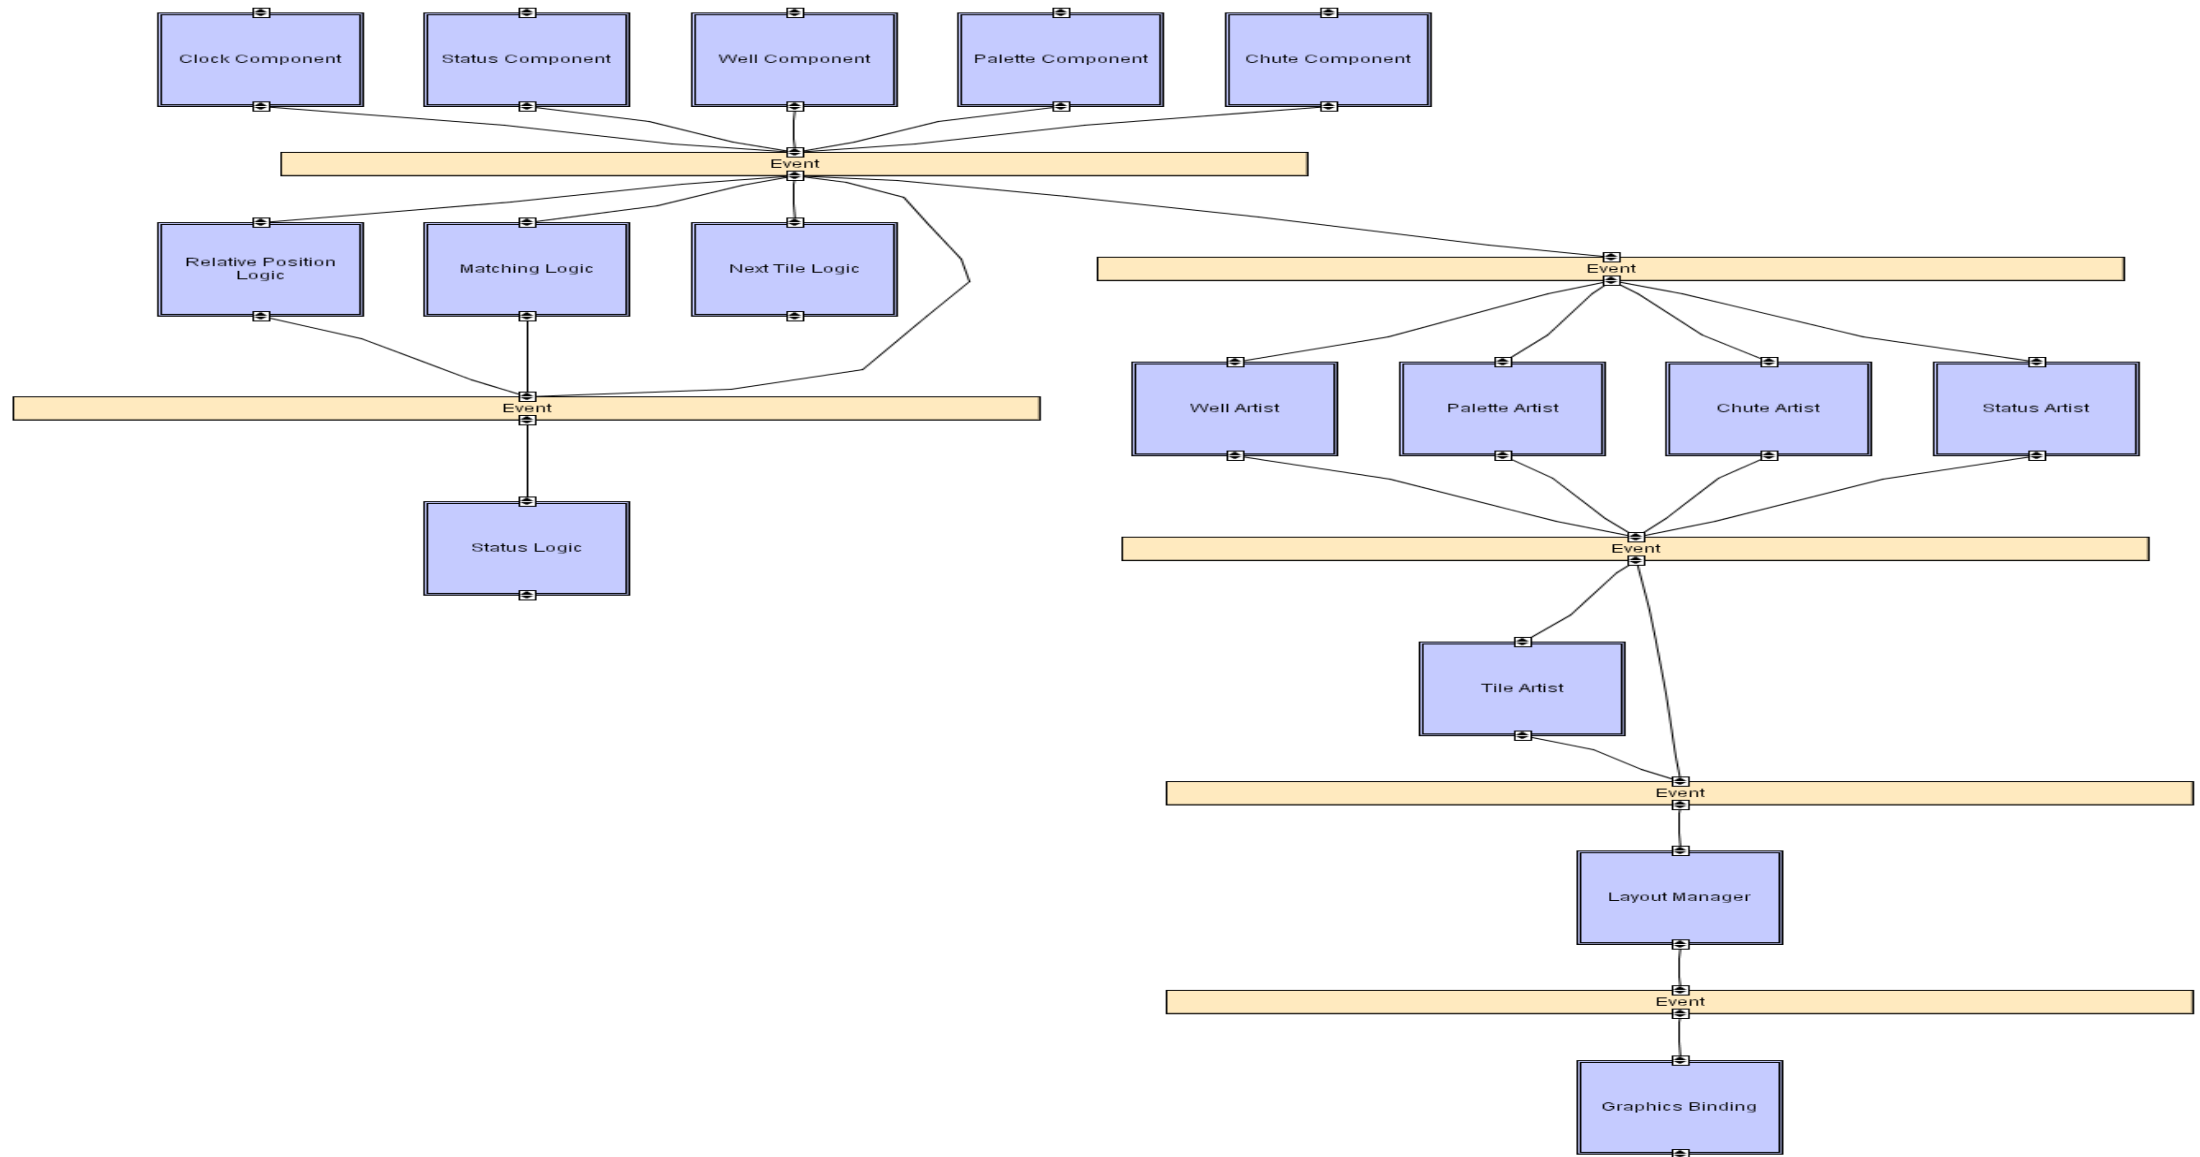 Clock Component
Status Component
Well Component
Palette Component
Chute Component
Event
Relative Position
Logic
Matching Logic
Next Tile Logic
Event
Well Artist
Palette Artist
Chute Artist
Status Artist
Event
Status Logic
Event
Tile Artist
Event
Layout Manager
Event
Graphics Binding